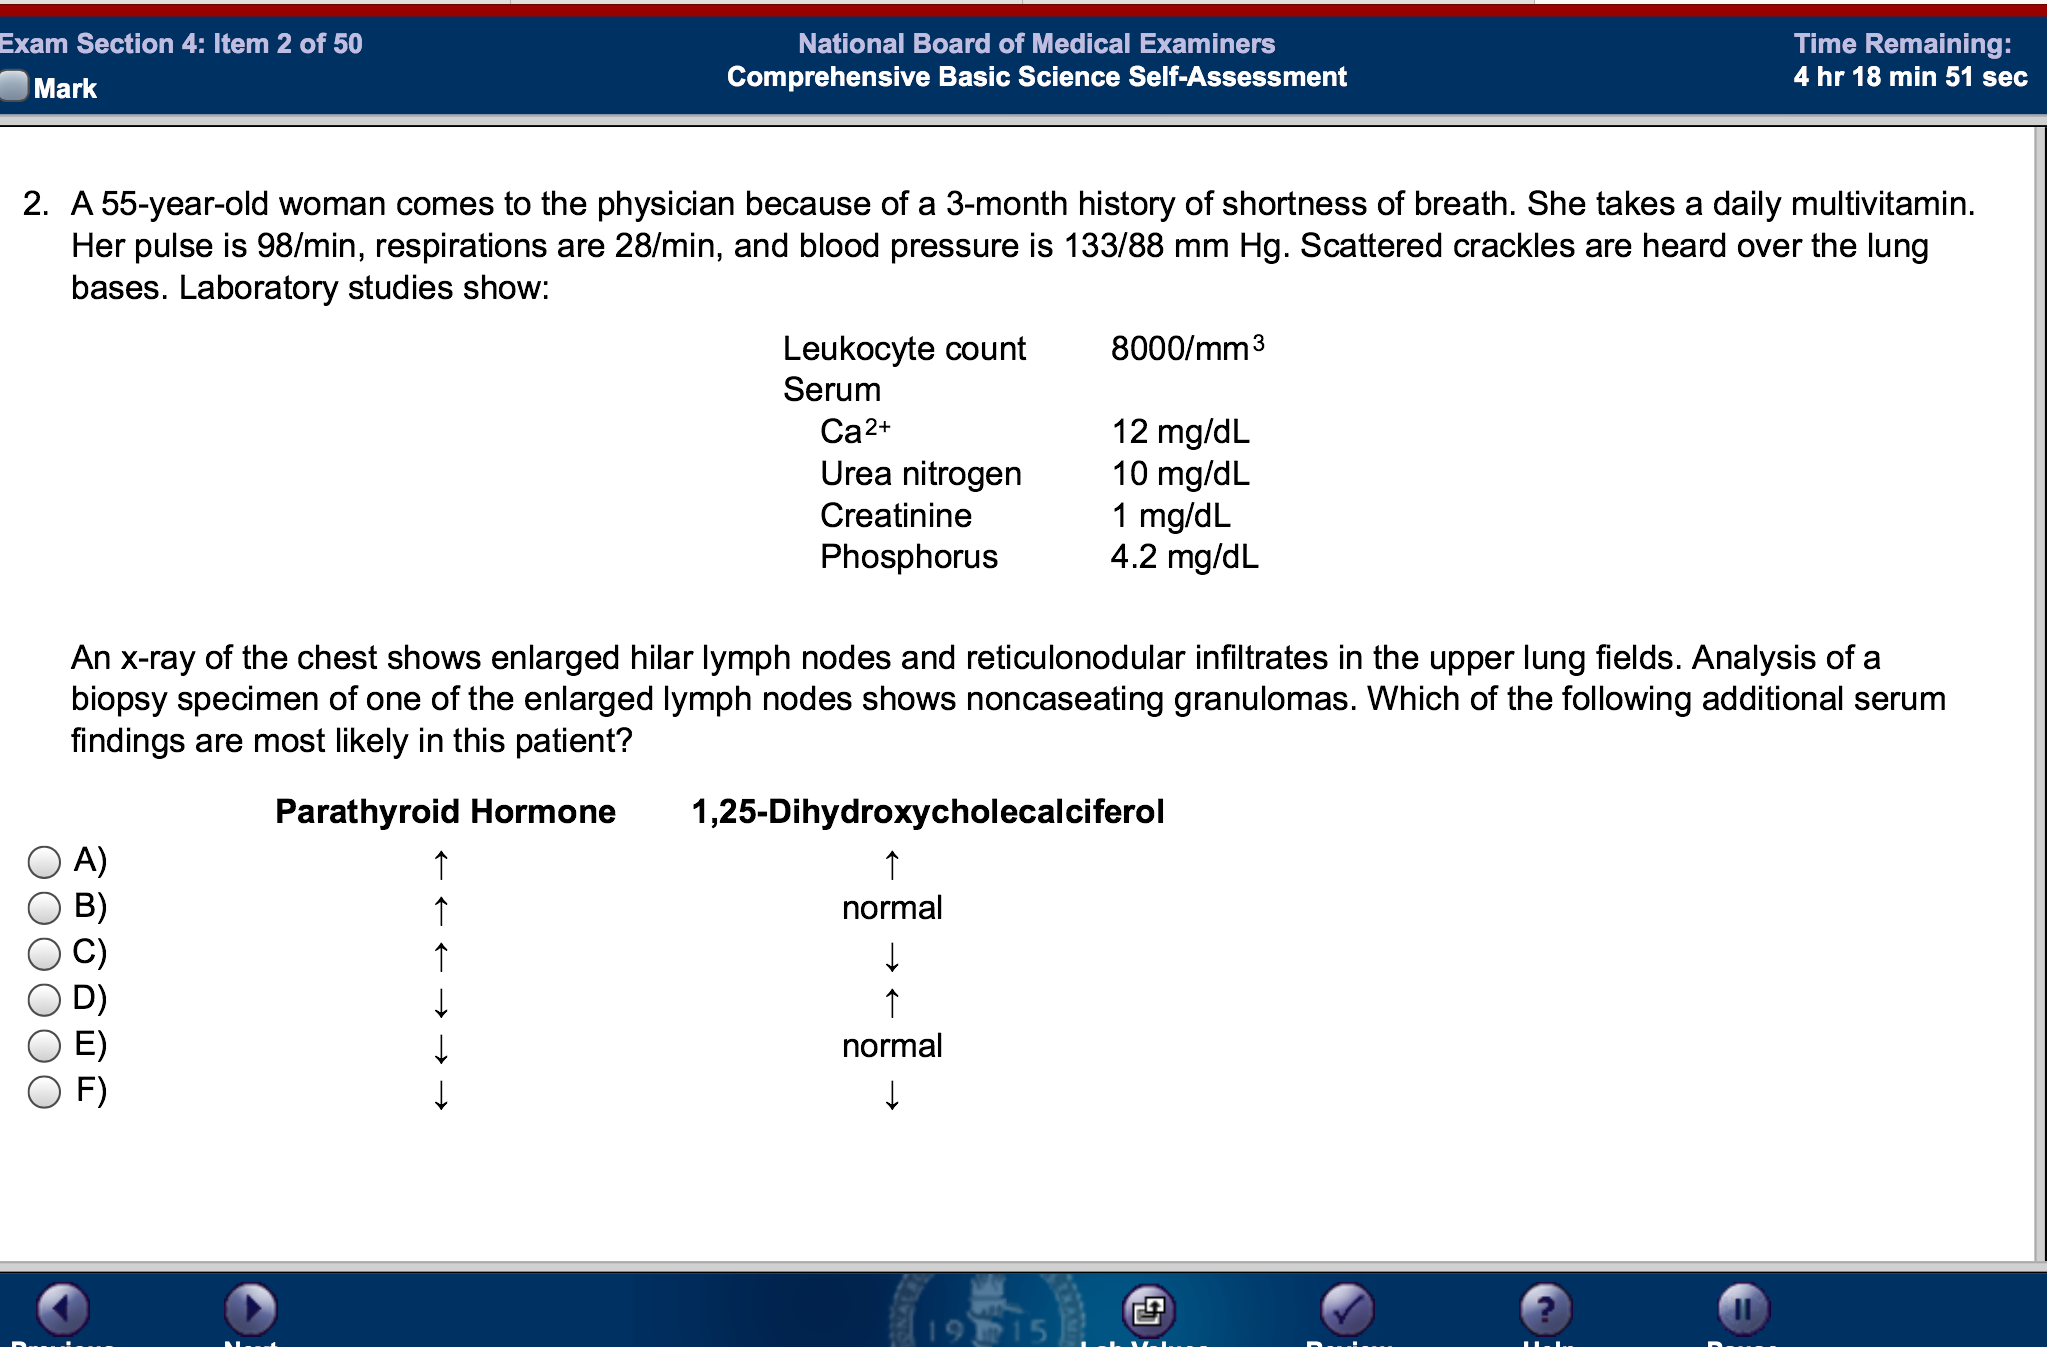 Exam Section 4: Item 2 of 50
National Board of Medical Examiners
Time Remaining:
Mark
Comprehensive Basic Science Self-Assessment
4 hr 18 min 51 sec
2. A 55-year-old woman comes to the physician because of a 3-month history of shortness of breath. She takes a daily multivitamin.
Her pulse is 98/min, respirations are 28/min, and blood pressure is 133/88 mm Hg. Scattered crackles are heard over the lung
bases. Laboratory studies show:
Leukocyte count 8000/mm³
Serum
Ca²⁺ 12 mg/dL
Urea nitrogen 10 mg/dL
Creatinine 1 mg/dL
Phosphorus 4.2 mg/dL
An x-ray of the chest shows enlarged hilar lymph nodes and reticulonodular infiltrates in the upper lung fields. Analysis of a
biopsy specimen of one of the enlarged lymph nodes shows noncaseating granulomas. Which of the following additional serum
findings are most likely in this patient?
Parathyroid Hormone 1,25-Dihydroxycholecalciferol
A) ↑ ↑
B) ↑ normal
C) ↑ ↓
D) ↓ ↑
E) ↓ normal
F) ↓ ↓
1915